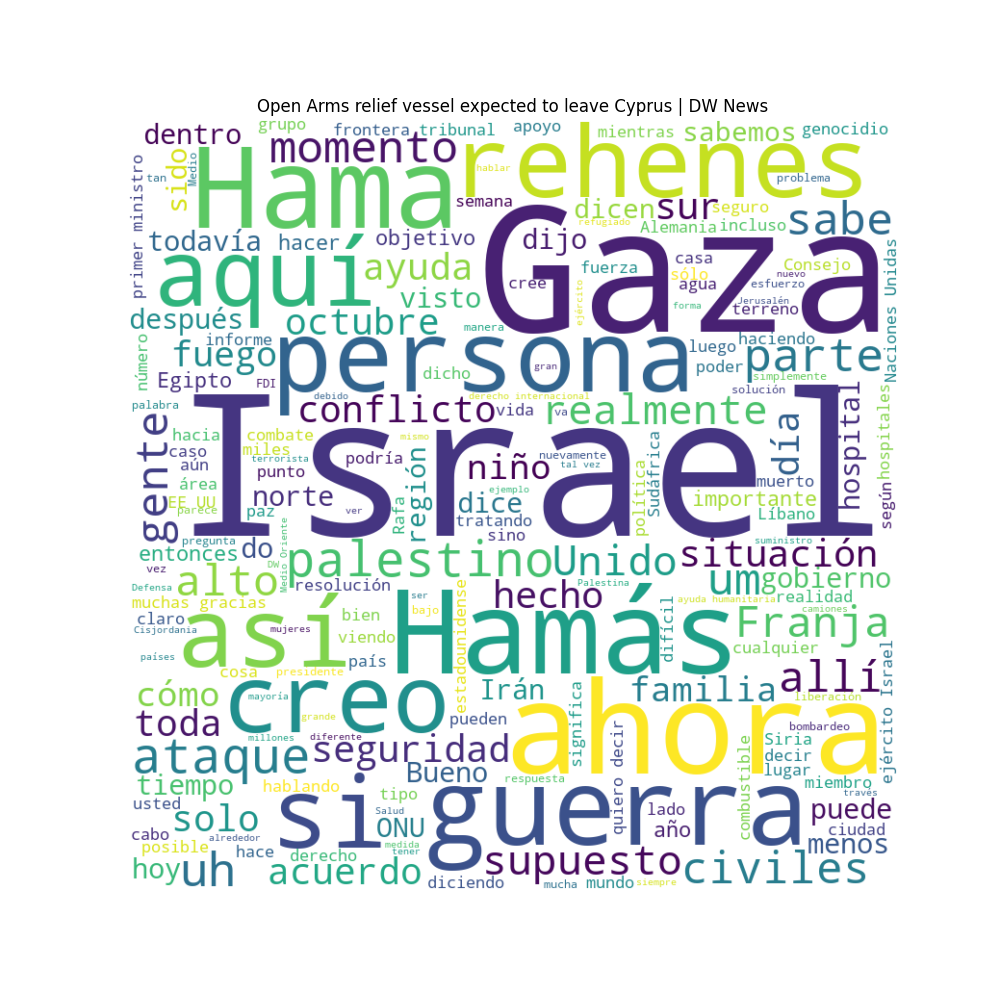 Open Arms relief vessel expected to leave Cyprus | DW News
dentro
grupo
frontera
tribunal
apoyo
mientras
sabemos
genocidio
momento
rehenes
Hama
sido
Medio
tan
hablar
problema
primer ministro
semana
dicen
sur
seguro
sabe
refugiado
Alemania
incluso
Gaza
todavía
hacer
objetivo
dijo
aquí
ayuda
visto
cree
fuerza
casa
sólo
agua
Consejo
nuevo
esfuerzo
Naciones Unidas
ejército
forma
Jerusalén
terreno
después
octubre
manera
informe
fuego
persona
luego
haciendo
parte
número
Egipto
FDI
dicho
gran
poder
simplemente
solución
debido
derecho internacional
palabra
conflicto
vida
va
realmente
día
hospital
hospitales
gente
hacia
combate
mismo
Israel
caso
miles
aún
terrorista
podría
región
niño
nuevamente
tal vez
política
Sudáfrica
muerto
según
punto
área
norte
ver
Rafa
dice
ejemplo
importante
EE.UU
parece
paz
tratando
Líbano
pregunta
sino
suministro
entonces
do
vez
DW
Medio Oriente
palestino
Unido
situación
Defensa
alto
resolución
ser
Palestina
um
gobierno
muchas gracias
bajo
estadounidense
hecho
ayuda humanitaria
realidad
camiones
claro
Cisjordania
mujeres
así
bien
viendo
Hamás
difícil
Franja
cualquier
países
país
cosa
presidente
allí
cómo
mayoría
creo
Irán
significa
familia
liberación
ejército Israel
toda
grande
pueden
ahora
bombardeo
millones
diferente
ataque
seguridad
Siria
decir
lugar
Bueno
respuesta
miembro
tiempo
hablando
tipo
quiero decir
combustible
través
usted
solo
si
Salud
guerra
lado
puede
cabo
alrededor
ONU
año
ciudad
posible
hace
medida
menos
derecho
tener
supuesto
civiles
hoy
uh
acuerdo
diciendo
mucha
mundo
siempre